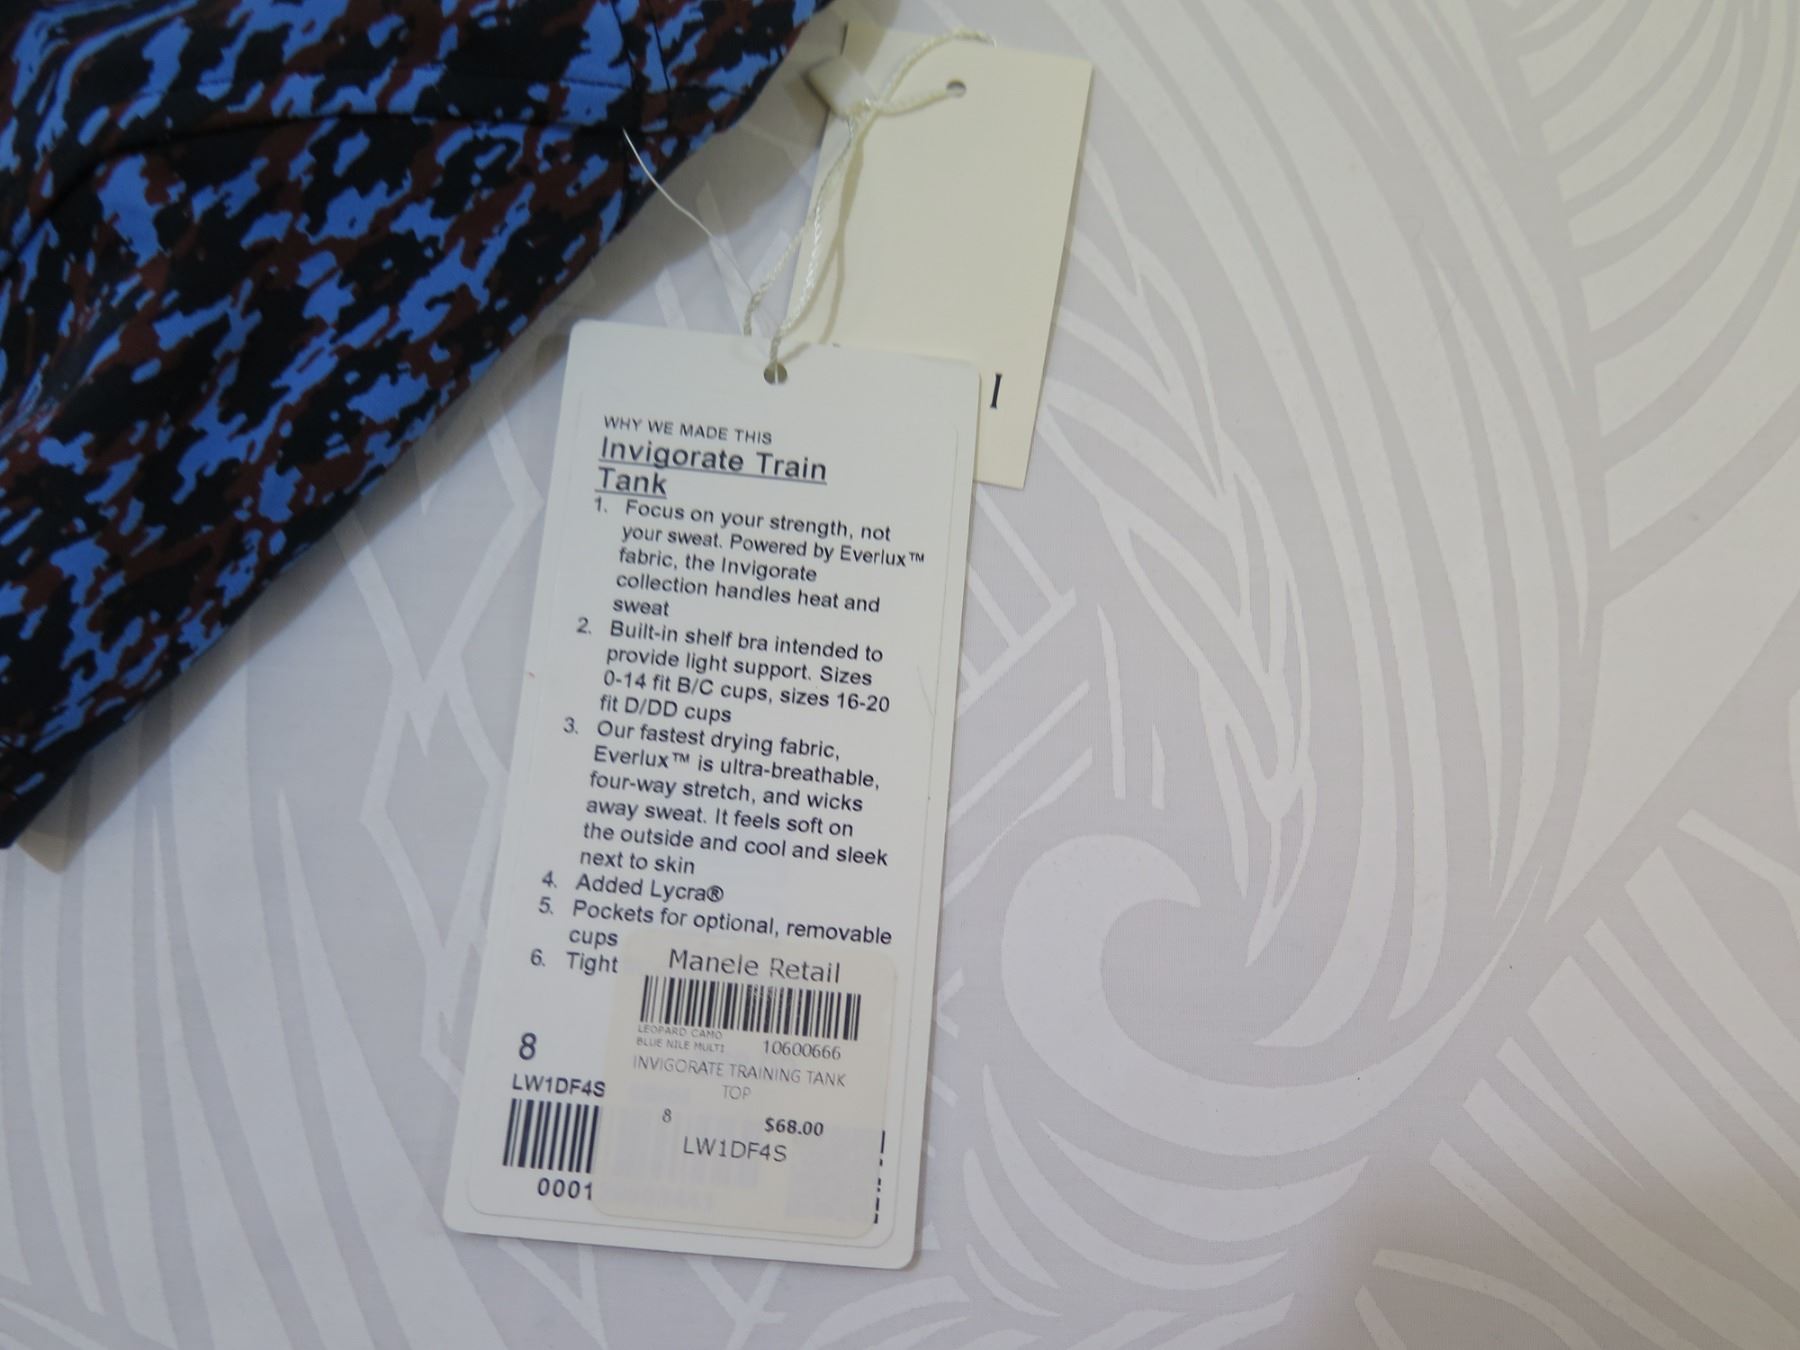 I
WHY WE MADE THIS
Invigorate Train
Tank
1. Focus on your strength, not
your sweat. Powered by Everlux™
fabric, the Invigorate
collection handles heat and
sweat
2. Built-in shelf bra intended to
provide light support. Sizes
0-14 fit B/C cups, sizes 16-20
fit D/DD cups
3. Our fastest drying fabric,
Everlux™ is ultra-breathable,
four-way stretch, and wicks
away sweat. It feels soft on
the outside and cool and sleek
next to skin
4. Added Lycra®
5. Pockets for optional, removable
cups
6. Tight
8
LW1DF4S
0001
Manele Retail
LEOPARD CAMO
BLUE NILE MULTI 10600666
INVIGORATE TRAINING TANK
TOP
8 $68.00
LW1DF4S